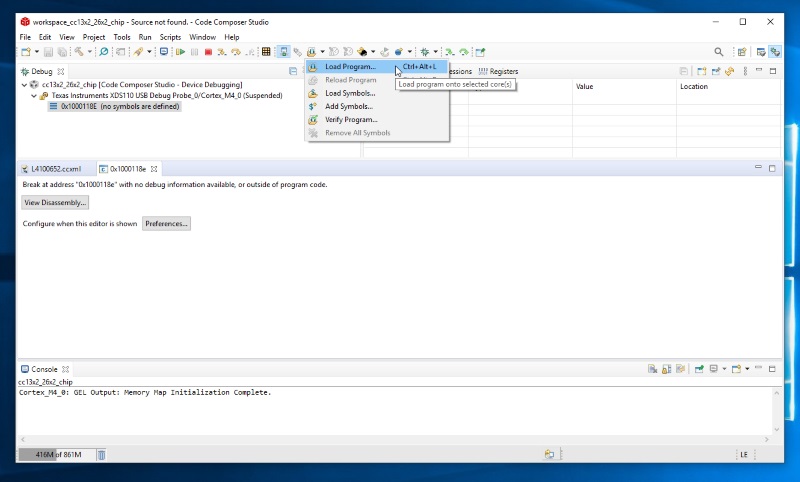 workspace_cc13x2_26x2_chip - Source not found. - Code Composer Studio
File Edit View Project Tools Run Scripts Window Help
Debug
Load Program... Ctrl+Alt+L
Reload Program
Load Symbols...
Add Symbols...
Verify Program...
Remove All Symbols
Load program onto selected core(s)
essions Registers
Value Location
cc13x2_26x2_chip [Code Composer Studio - Device Debugging]
Texas Instruments XDS110 USB Debug Probe_0/Cortex_M4_0 (Suspended)
0x1000118E (no symbols are defined)
L4100652.ccxml 0x1000118e
Break at address "0x1000118e" with no debug information available, or outside of program code.
View Disassembly...
Configure when this editor is shown Preferences...
Console
cc13x2_26x2_chip
Cortex_M4_0: GEL Output: Memory Map Initialization Complete.
416M of 861M LE